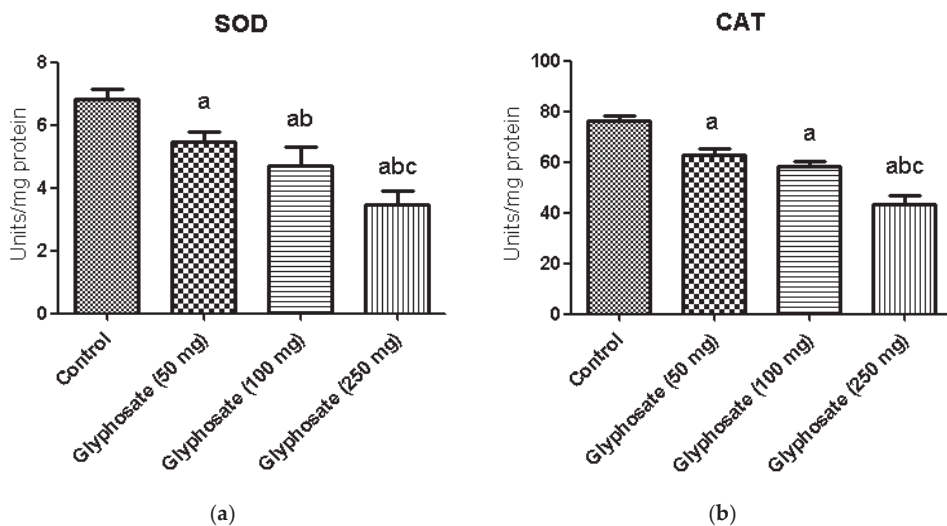 SOD
8
6
4
2
0
Units/mg protein
a
ab
abc
Control
Glyphosate (50 mg)
Glyphosate (100 mg)
Glyphosate (250 mg)
(a)
CAT
100
80
60
40
20
0
Units/mg protein
a
a
abc
Control
Glyphosate (50 mg)
Glyphosate (100 mg)
Glyphosate (250 mg)
(b)